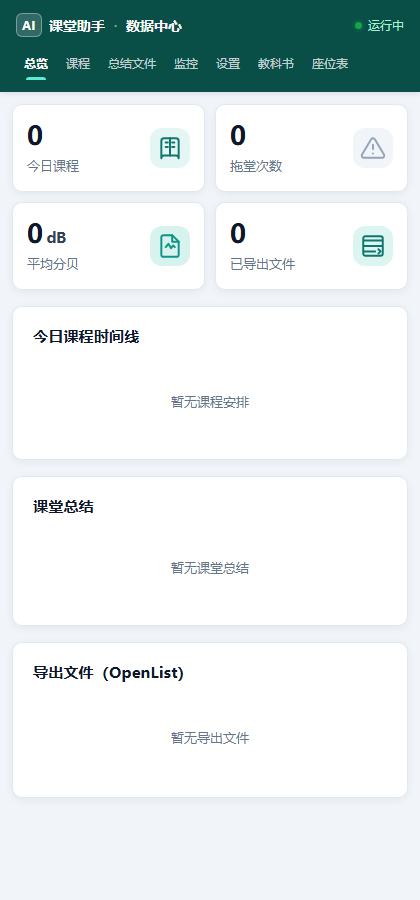 AI 课堂助手 · 数据中心 运行中
总览 课程 总结文件 监控 设置 教科书 座位表
0
今日课程
0
拖堂次数
0 dB
平均分贝
0
已导出文件
今日课程时间线
暂无课程安排
课堂总结
暂无课堂总结
导出文件（OpenList）
暂无导出文件